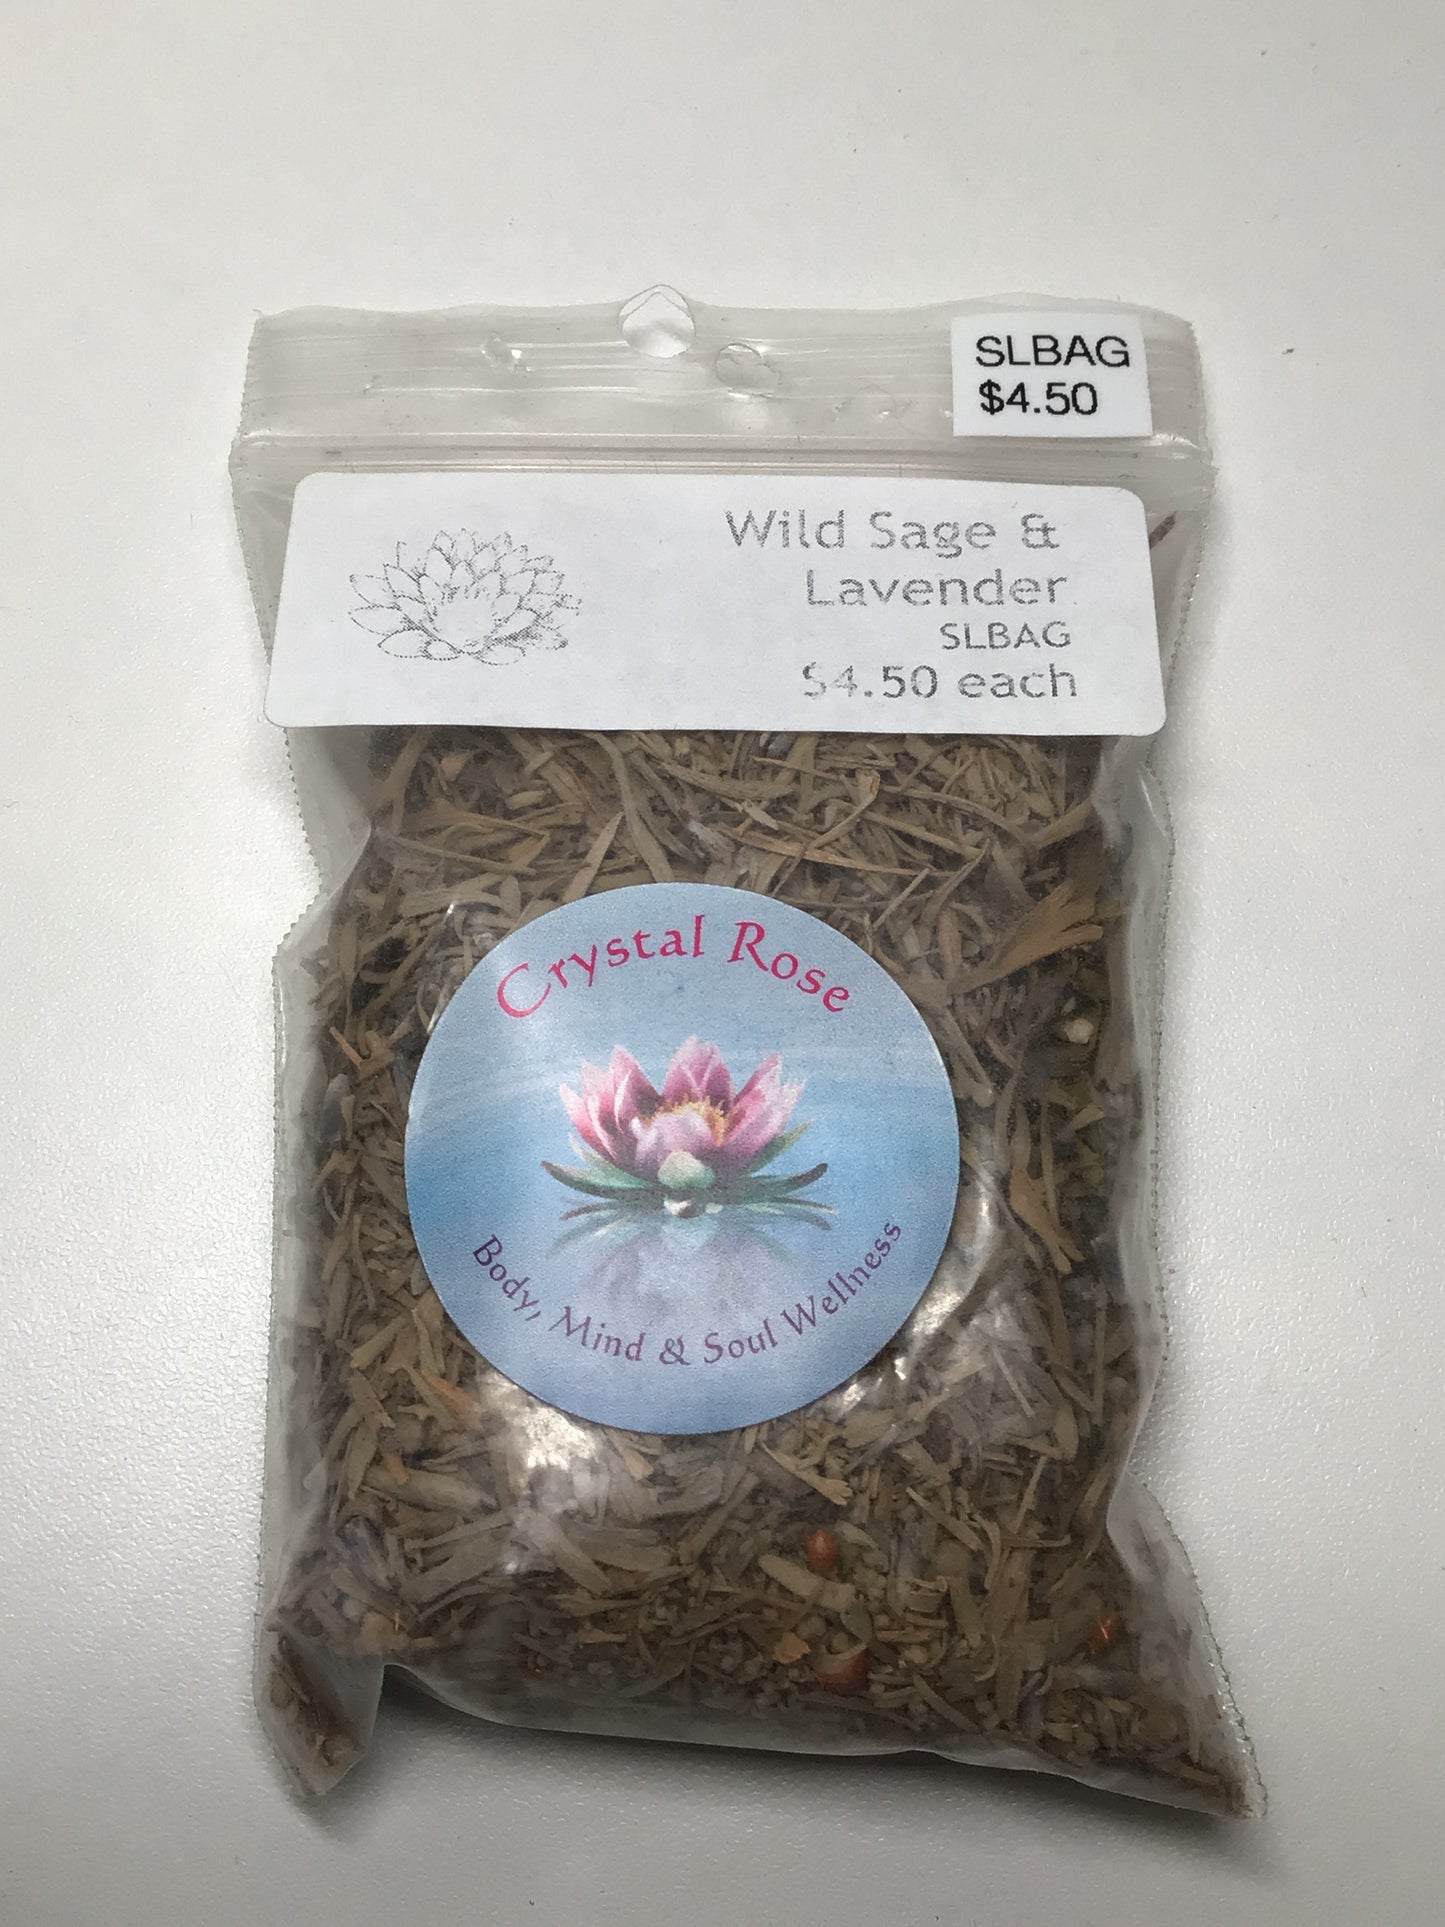 SLBAG
$4.50
Wild Sage &
Lavender
SLBAG
$4.50 each
Crystal Rose
Body, Mind & Soul Wellness